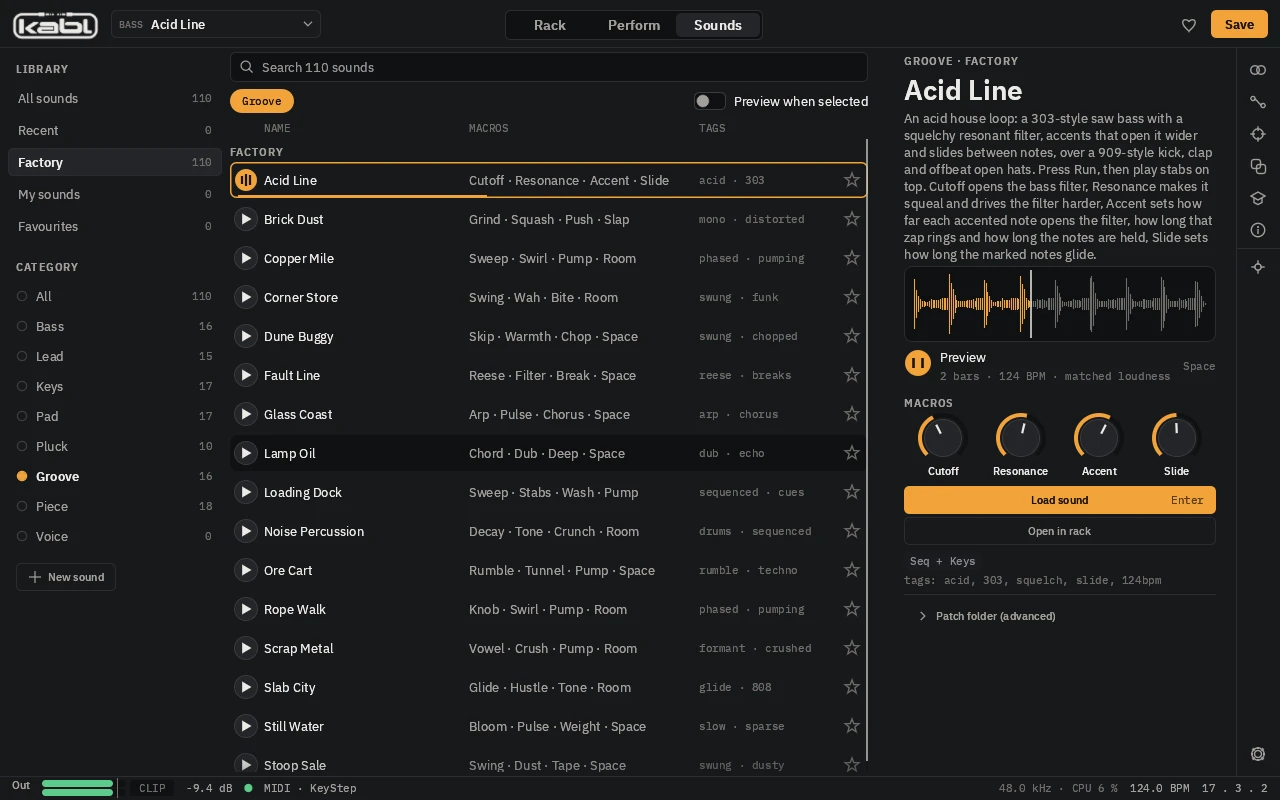 kabl BASS Acid Line Rack Perform Sounds Save
LIBRARY
All sounds 110
Recent 0
Factory 110
My sounds 0
Favourites 0
CATEGORY
All 110
Bass 16
Lead 15
Keys 17
Pad 17
Pluck 10
Groove 16
Piece 18
Voice 0
New sound
Search 110 sounds
Groove Preview when selected
NAME MACROS TAGS
FACTORY
Acid Line Cutoff · Resonance · Accent · Slide acid · 303
Brick Dust Grind · Squash · Push · Slap mono · distorted
Copper Mile Sweep · Swirl · Pump · Room phased · pumping
Corner Store Swing · Wah · Bite · Room swung · funk
Dune Buggy Skip · Warmth · Chop · Space swung · chopped
Fault Line Reese · Filter · Break · Space reese · breaks
Glass Coast Arp · Pulse · Chorus · Space arp · chorus
Lamp Oil Chord · Dub · Deep · Space dub · echo
Loading Dock Sweep · Stabs · Wash · Pump sequenced · cues
Noise Percussion Decay · Tone · Crunch · Room drums · sequenced
Ore Cart Rumble · Tunnel · Pump · Space rumble · techno
Rope Walk Knob · Swirl · Pump · Room phased · pumping
Scrap Metal Vowel · Crush · Pump · Room formant · crushed
Slab City Glide · Hustle · Tone · Room glide · 808
Still Water Bloom · Pulse · Weight · Space slow · sparse
Stoop Sale Swing · Dust · Tape · Space swung · dusty
GROOVE · FACTORY
Acid Line
An acid house loop: a 303-style saw bass with a
squelchy resonant filter, accents that open it wider
and slides between notes, over a 909-style kick, clap
and offbeat open hats. Press Run, then play stabs on
top. Cutoff opens the bass filter, Resonance makes it
squeal and drives the filter harder, Accent sets how
far each accented note opens the filter, how long that
zap rings and how long the notes are held, Slide sets
how long the marked notes glide.
Preview
2 bars · 124 BPM · matched loudness Space
MACROS
Cutoff Resonance Accent Slide
Load sound Enter
Open in rack
Seq + Keys
tags: acid, 303, squelch, slide, 124bpm
Patch folder (advanced)
Out CLIP -9.4 dB MIDI · KeyStep 48.0 kHz · CPU 6 % 124.0 BPM 17 . 3 . 2